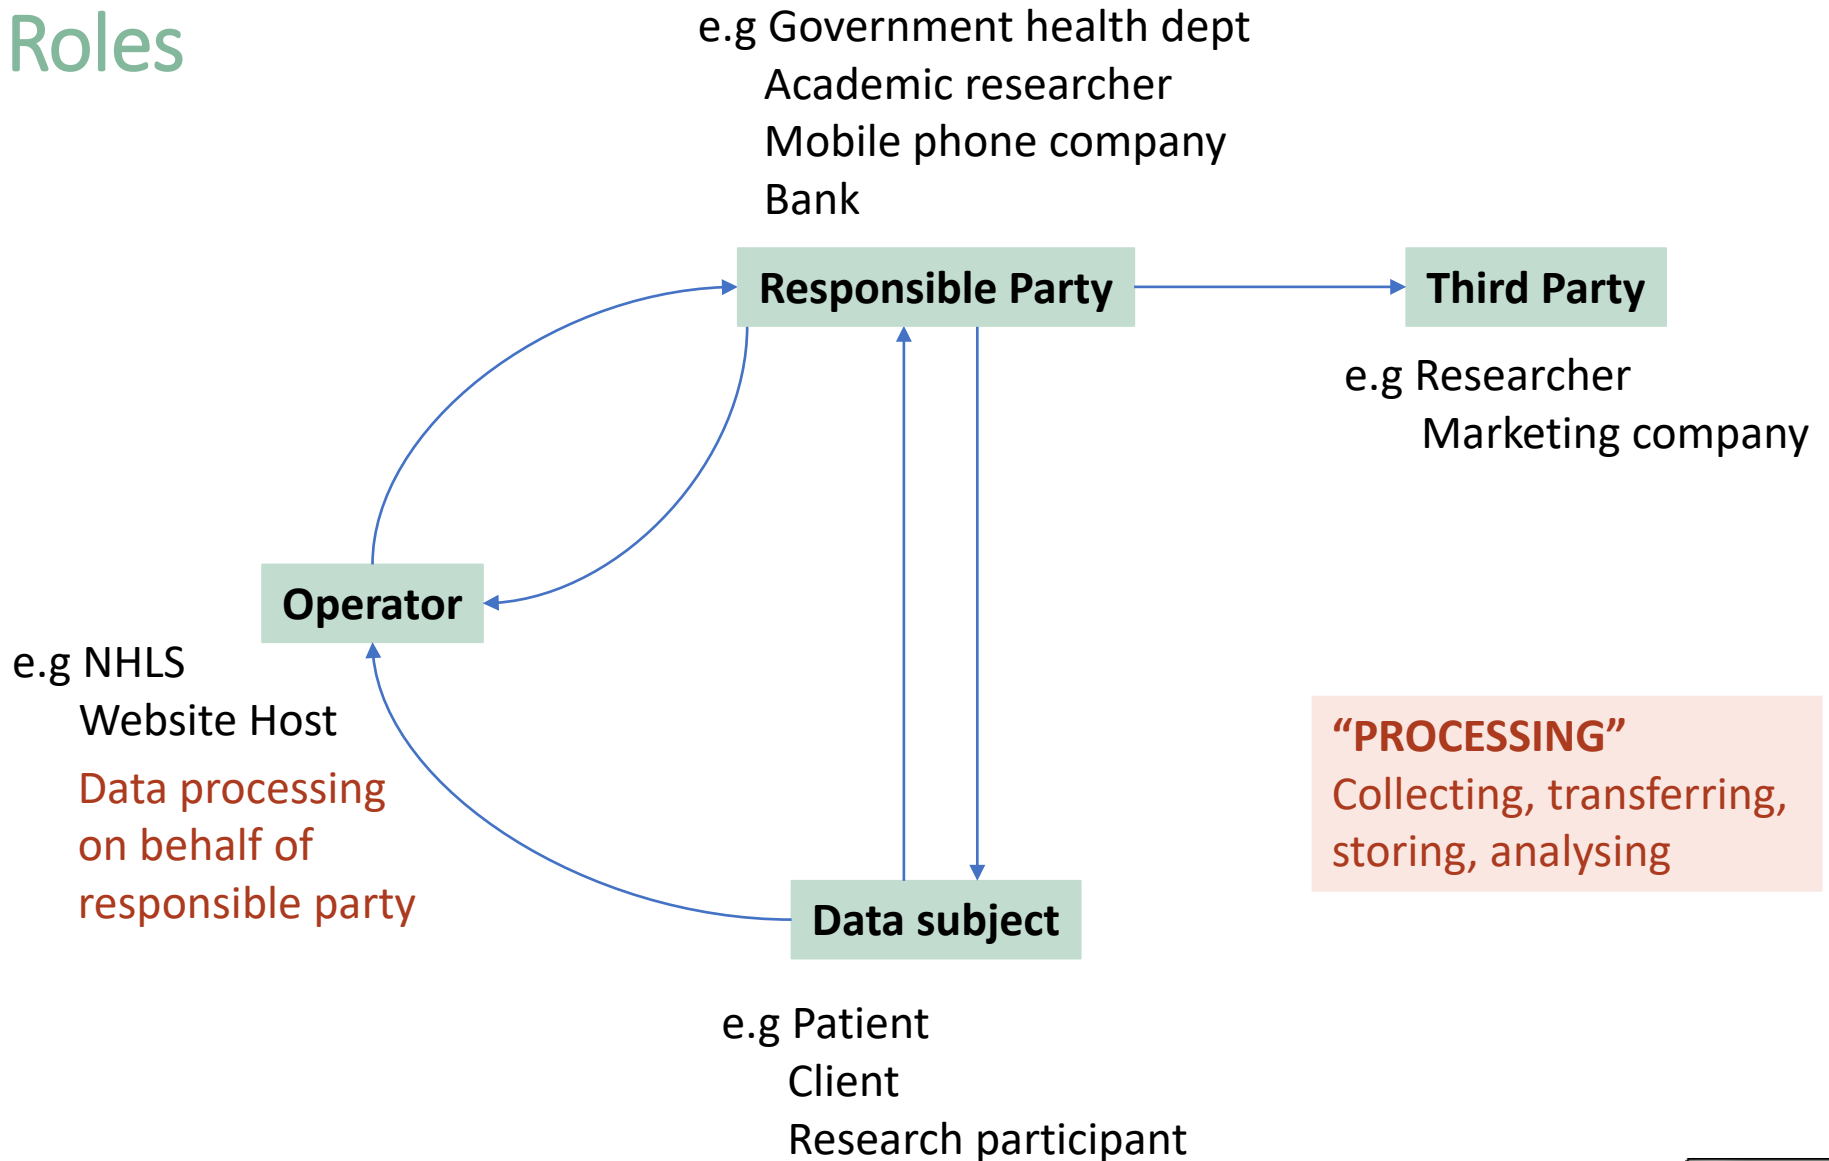 Roles
e.g Government health dept
Academic researcher
Mobile phone company
Bank
Responsible Party
Third Party
e.g Researcher
Marketing company
Operator
e.g NHLS
Website Host
Data processing
on behalf of
responsible party
“PROCESSING”
Collecting, transferring,
storing, analysing
Data subject
e.g Patient
Client
Research participant